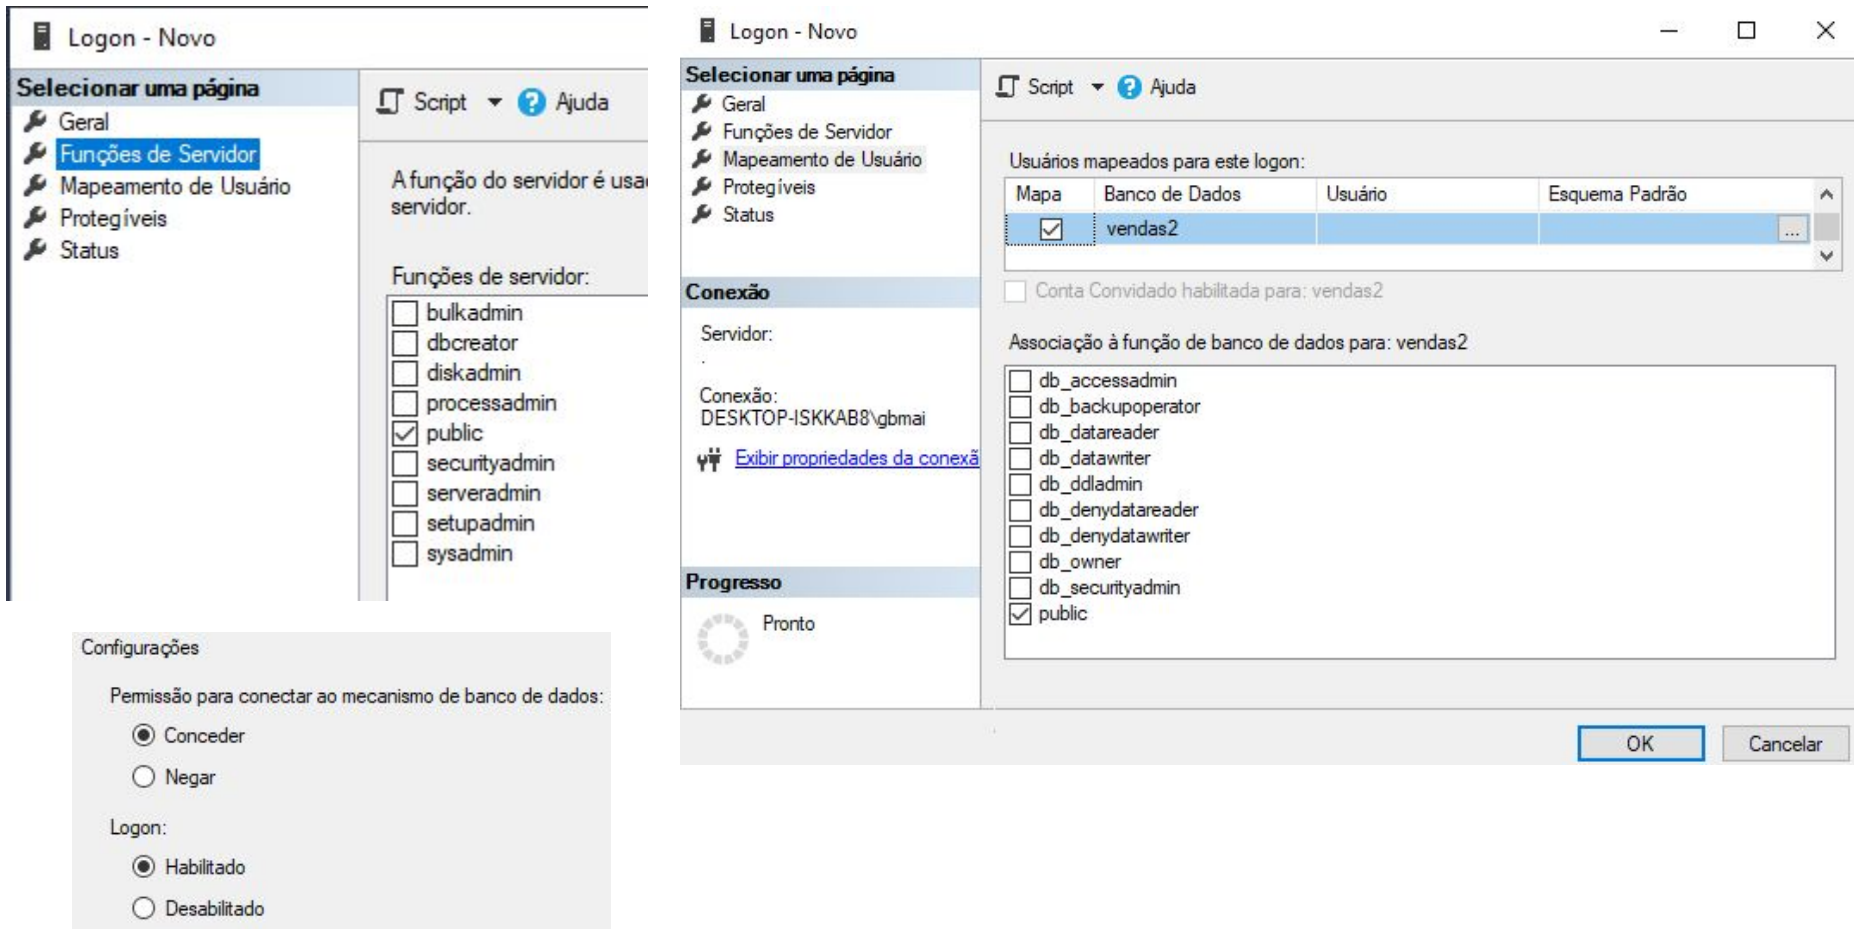 Logon - Novo
Selecionar uma página
Geral
Funções de Servidor
Mapeamento de Usuário
Protegíveis
Status
Script
Ajuda
A função do servidor é usa
servidor.
Funções de servidor:
bulkadmin
dbcreator
diskadmin
processadmin
public
securityadmin
serveradmin
setupadmin
sysadmin
Configurações
Permissão para conectar ao mecanismo de banco de dados:
Conceder
Negar
Logon:
Habilitado
Desabilitado
Logon - Novo
Selecionar uma página
Geral
Funções de Servidor
Mapeamento de Usuário
Protegíveis
Status
Conexão
Servidor:
.
Conexão:
DESKTOP-ISKKAB8\gbmai
Exibir propriedades da conexã
Progresso
Pronto
Script
Ajuda
Usuários mapeados para este logon:
Mapa Banco de Dados Usuário Esquema Padrão
vendas2 ...
Conta Convidado habilitada para: vendas2
Associação à função de banco de dados para: vendas2
db_accessadmin
db_backupoperator
db_datareader
db_datawriter
db_ddladmin
db_denydatareader
db_denydatawriter
db_owner
db_securityadmin
public
OK Cancelar